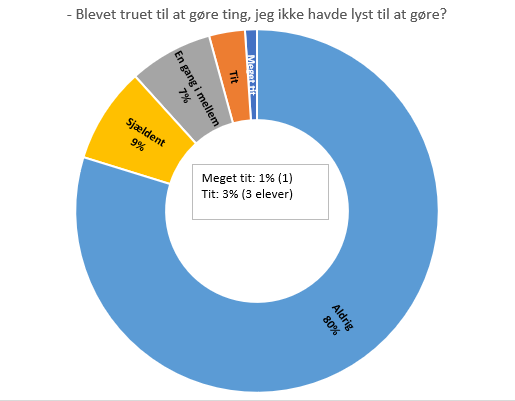 - Blevet truet til at gøre ting, jeg ikke havde lyst til at gøre?
Meget tit
Tit
En gang i mellem
7%
Sjældent
9%
Meget tit: 1% (1)
Tit: 3% (3 elever)
Aldrig
80%